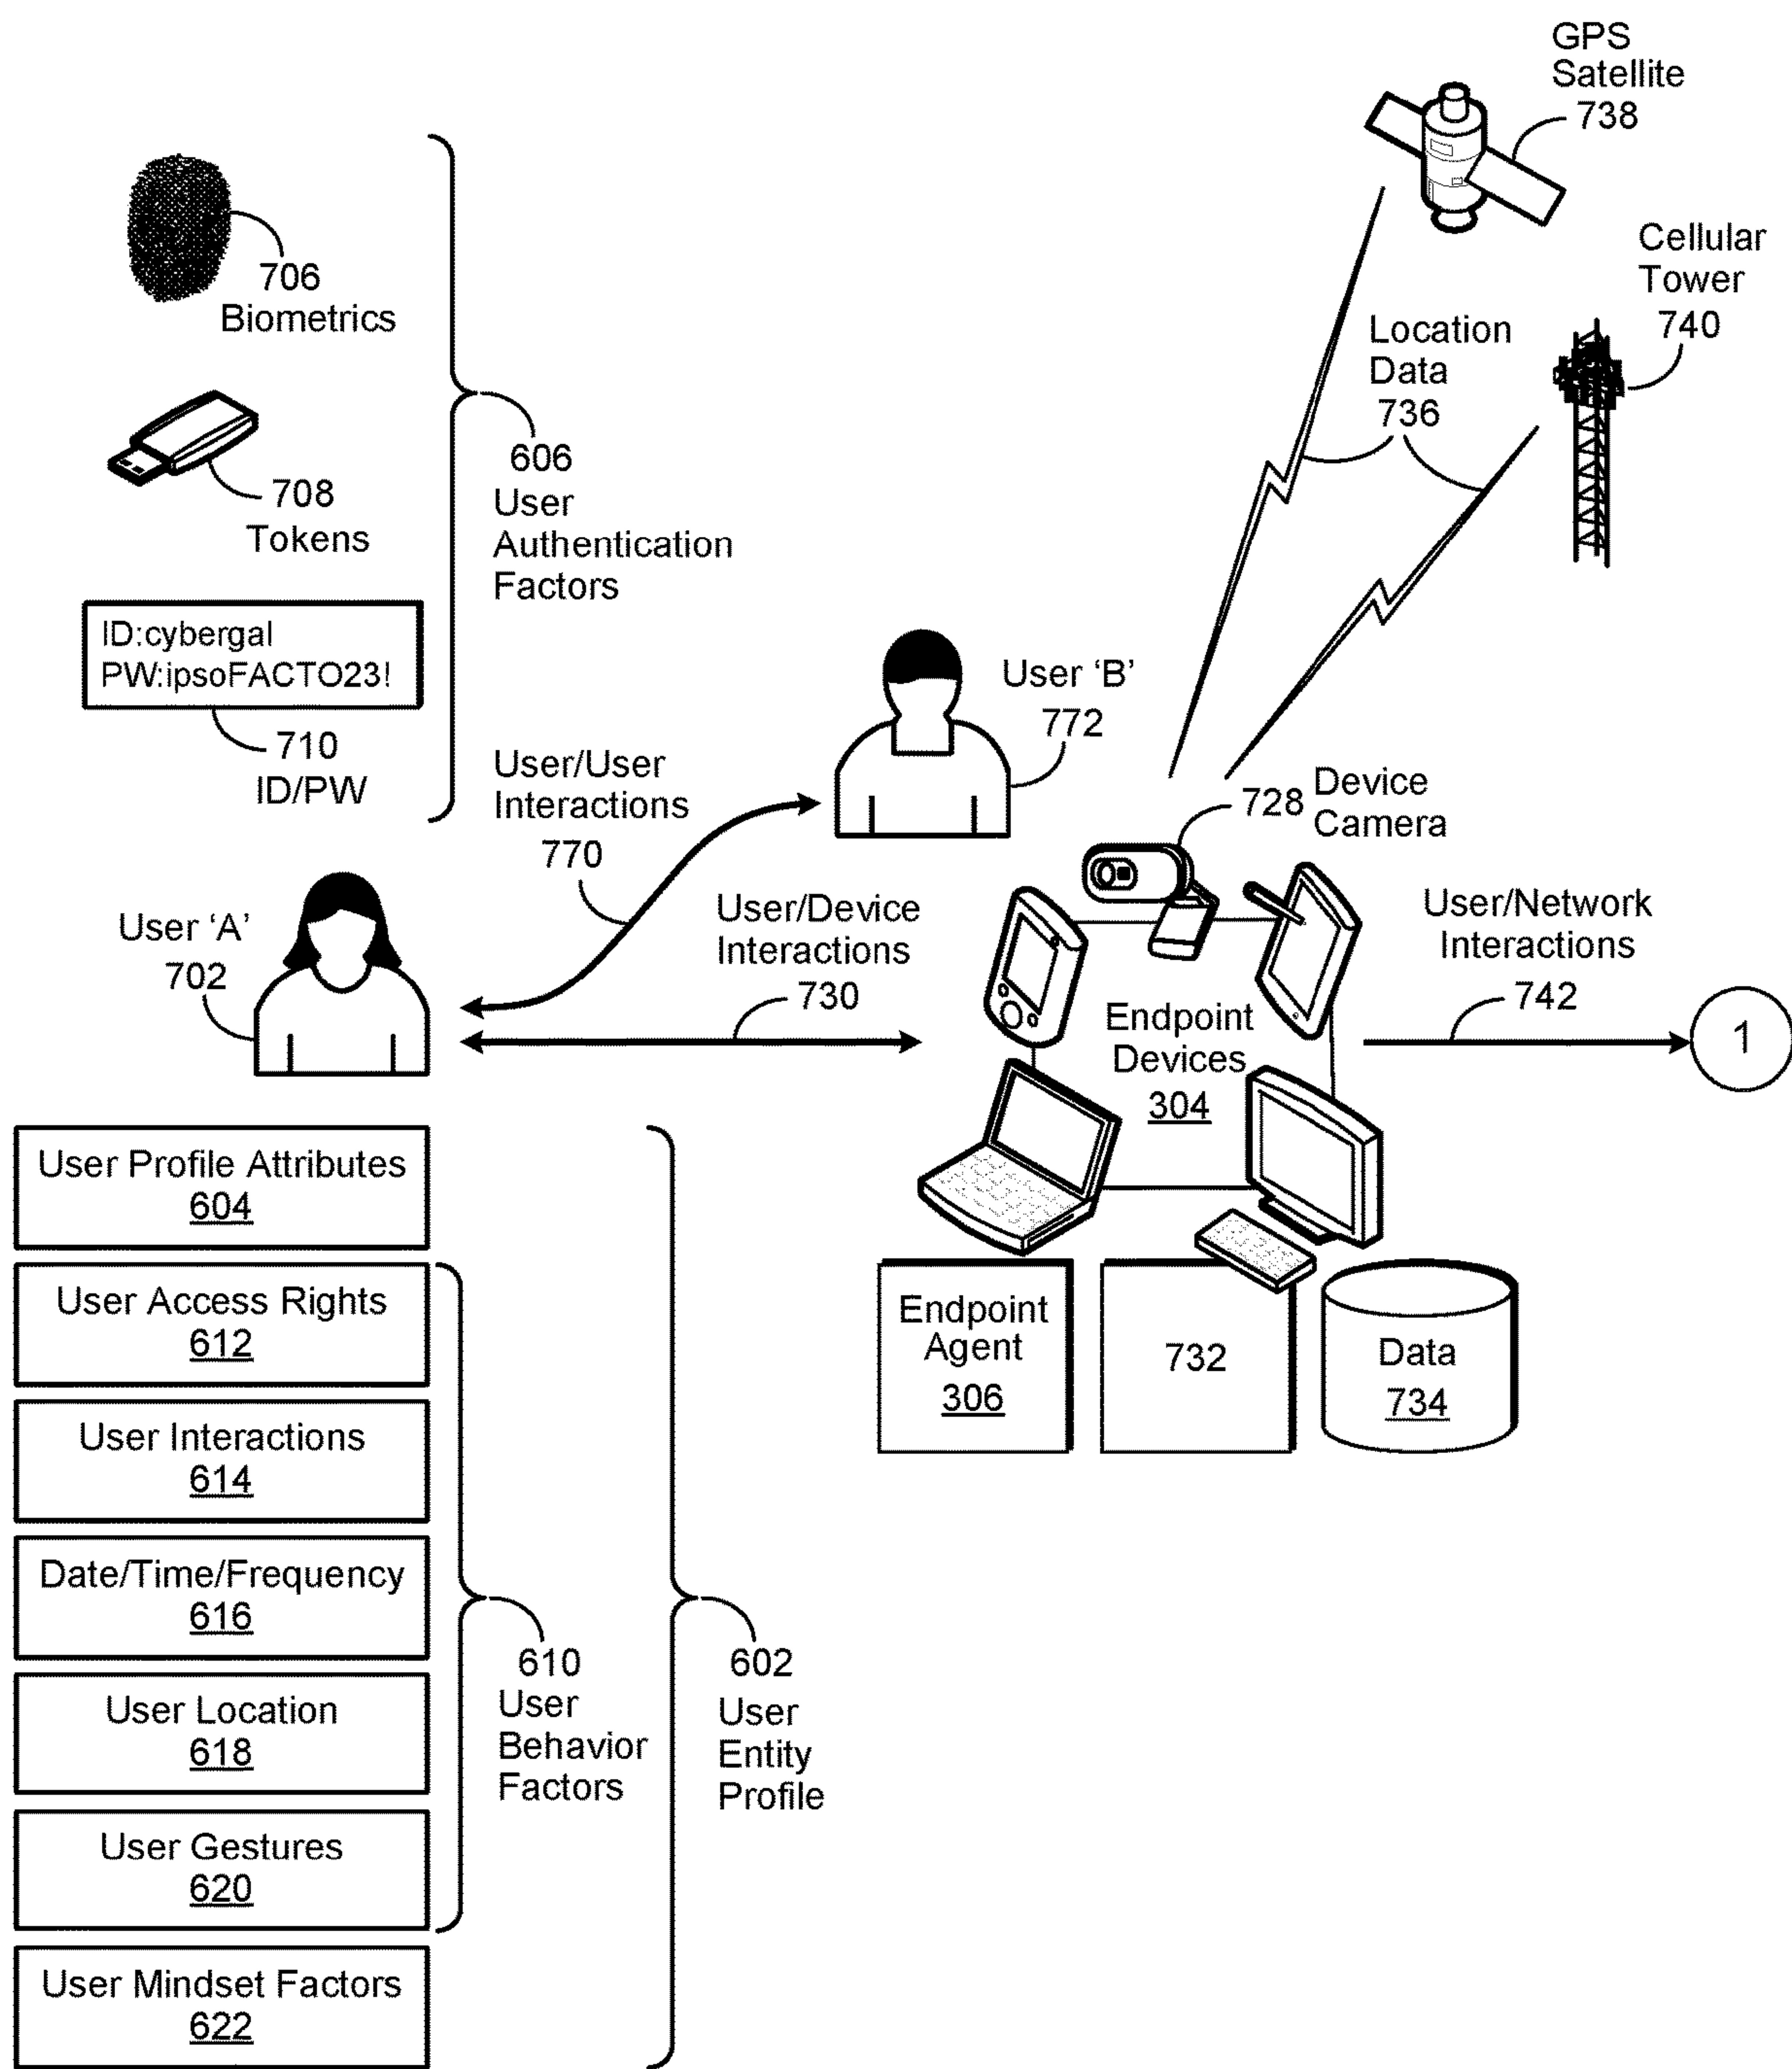 GPS
Satellite
738
Cellular
Tower
740
Location
Data
736
706
Biometrics
708
Tokens
ID:cybergal
PW:ipsoFACTO23!
710
ID/PW
606
User
Authentication
Factors
User 'B'
772
User/User
Interactions
770
User 'A'
702
User/Device
Interactions
730
728
Device
Camera
User/Network
Interactions
742
1
Endpoint
Devices
304
User Profile Attributes
604
User Access Rights
612
User Interactions
614
Date/Time/Frequency
616
User Location
618
User Gestures
620
User Mindset Factors
622
610
User
Behavior
Factors
602
User
Entity
Profile
Endpoint
Agent
306
732
Data
734